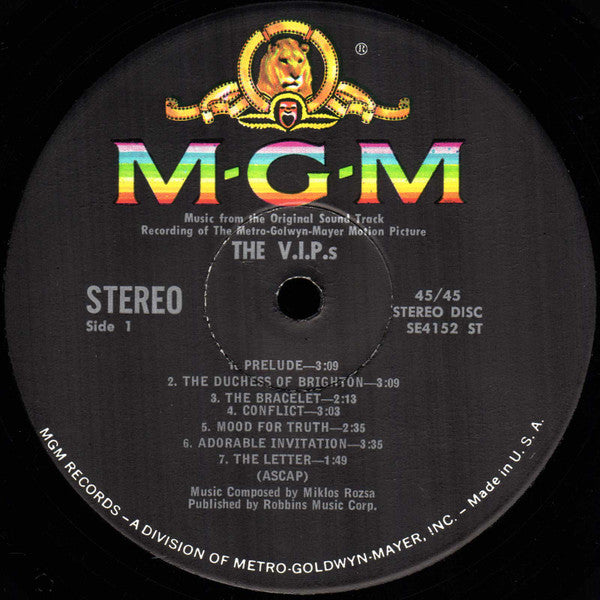 ®
M·G·M
Music from the Original Sound Track
Recording of The Metro-Golwyn-Mayer Motion Picture
THE V.I.P.s
STEREO
Side 1
45/45
STEREO DISC
SE4152 ST
1. PRELUDE—3:09
2. THE DUCHESS OF BRIGHTON—3:09
3. THE BRACELET—2:13
4. CONFLICT—3:03
5. MOOD FOR TRUTH—2:35
6. ADORABLE INVITATION—3:35
7. THE LETTER—1:49
(ASCAP)
Music Composed by Miklos Rozsa
Published by Robbins Music Corp.
MGM RECORDS – A DIVISION OF METRO-GOLDWYN-MAYER, INC. – Made in U. S. A.